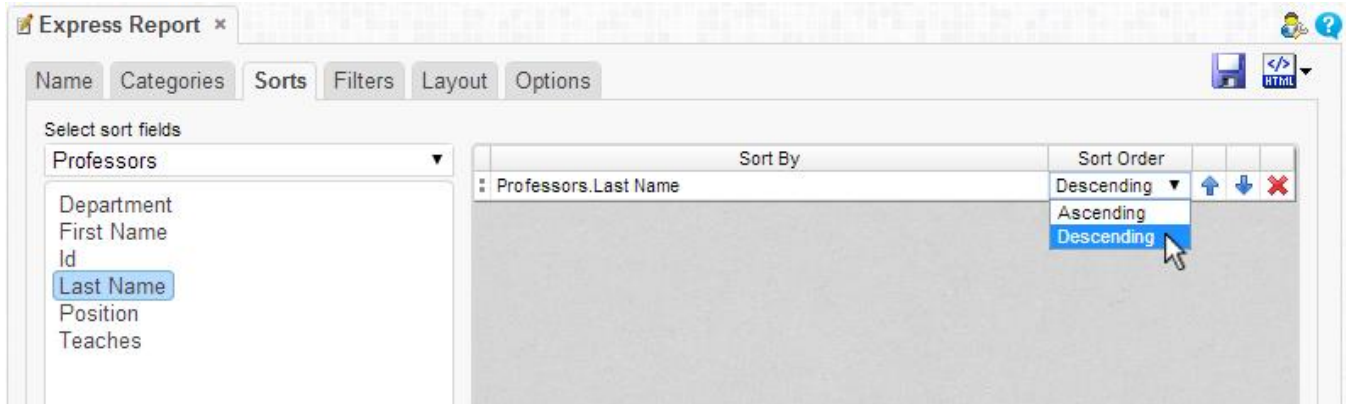 Express Report ×
Name Categories Sorts Filters Layout Options
</> HTML
Select sort fields
Professors
Department
First Name
Id
Last Name
Position
Teaches
Sort By Sort Order
Professors.Last Name Descending
Ascending
Descending